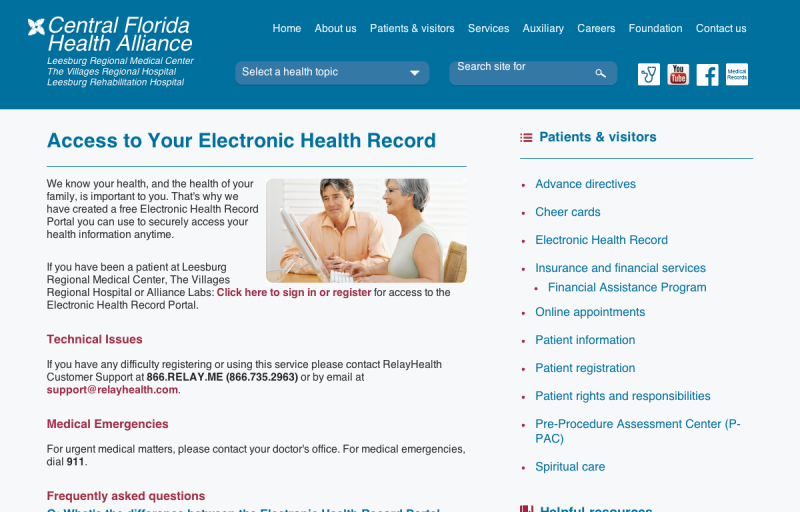 Central Florida
Health Alliance
Leesburg Regional Medical Center
The Villages Regional Hospital
Leesburg Rehabilitation Hospital
Home About us Patients & visitors Services Auxiliary Careers Foundation Contact us
Select a health topic
Search site for
You
Tube
Medical
Records
Access to Your Electronic Health Record
We know your health, and the health of your
family, is important to you. That's why we
have created a free Electronic Health Record
Portal you can use to securely access your
health information anytime.
If you have been a patient at Leesburg
Regional Medical Center, The Villages
Regional Hospital or Alliance Labs: Click here to sign in or register for access to the
Electronic Health Record Portal.
Technical Issues
If you have any difficulty registering or using this service please contact RelayHealth
Customer Support at 866.RELAY.ME (866.735.2963) or by email at
support@relayhealth.com.
Medical Emergencies
For urgent medical matters, please contact your doctor's office. For medical emergencies,
dial 911.
Frequently asked questions
Q: What's the difference between the Electronic Health Record Portal
Patients & visitors
Advance directives
Cheer cards
Electronic Health Record
Insurance and financial services
Financial Assistance Program
Online appointments
Patient information
Patient registration
Patient rights and responsibilities
Pre-Procedure Assessment Center (P-
PAC)
Spiritual care
Helpful resources